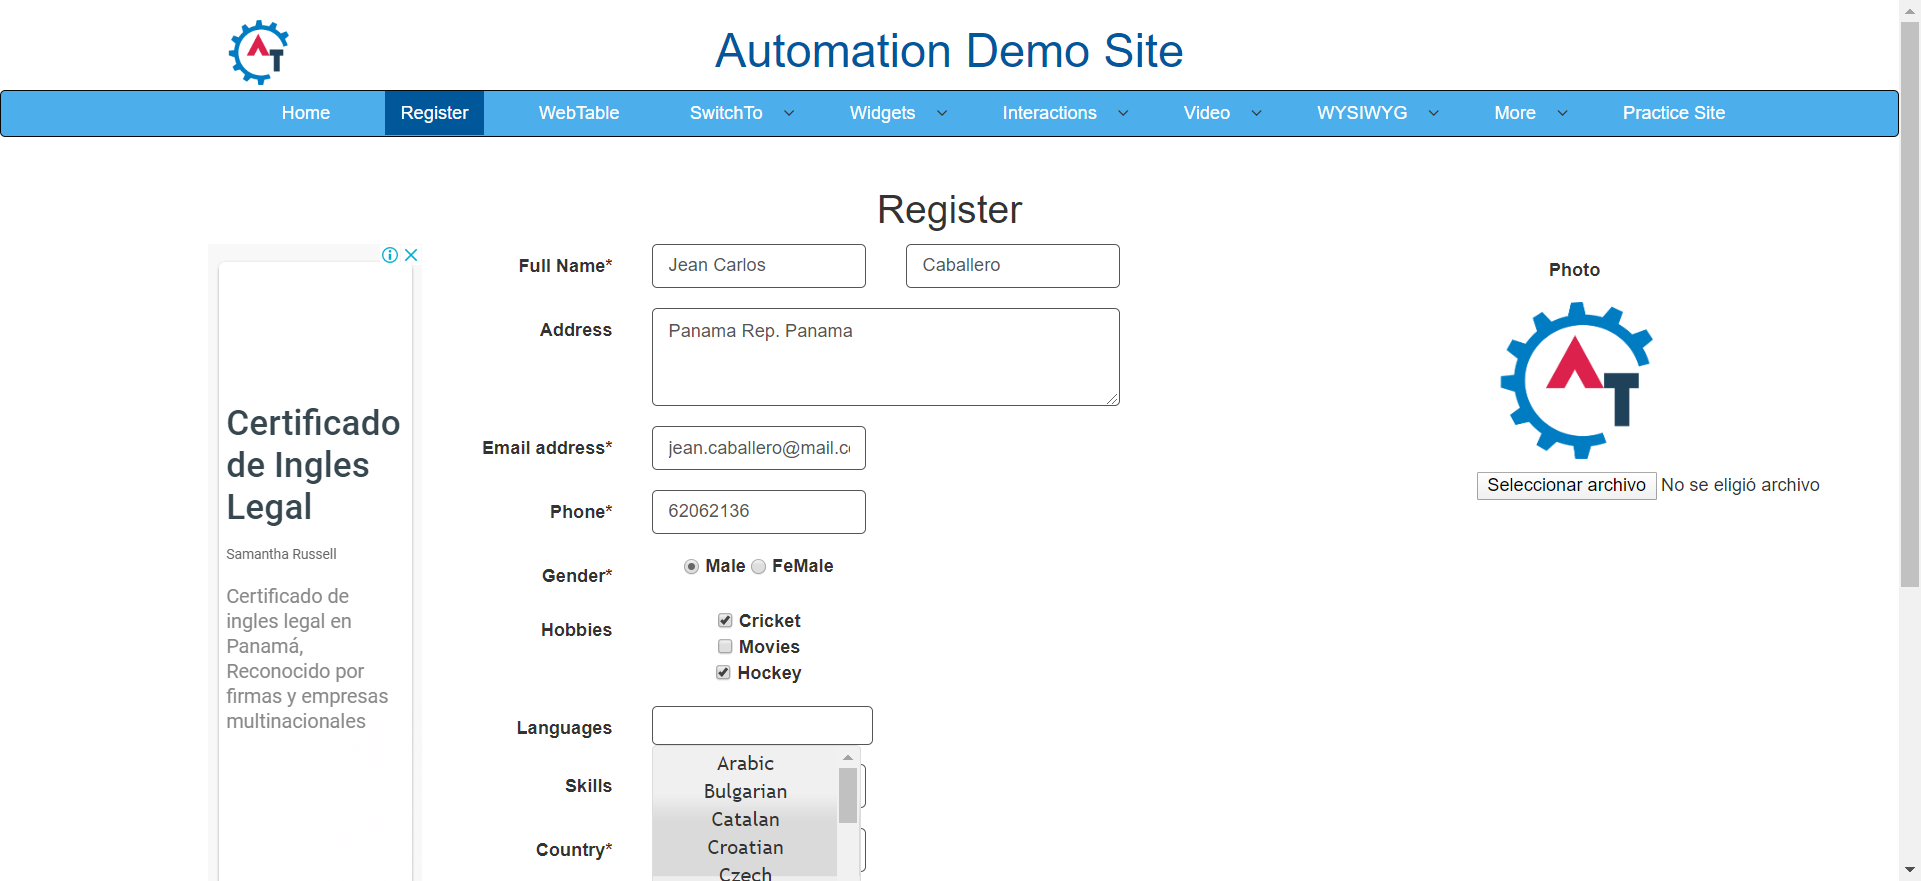 Automation Demo Site
Home Register WebTable SwitchTo Widgets Interactions Video WYSIWYG More Practice Site
Register
Certificado
de Ingles
Legal
Samantha Russell
Certificado de
ingles legal en
Panamá,
Reconocido por
firmas y empresas
multinacionales
Full Name* Jean Carlos Caballero
Address Panama Rep. Panama
Email address* jean.caballero@mail.c
Phone* 62062136
Gender* Male FeMale
Hobbies Cricket
Movies
Hockey
Languages
Arabic
Bulgarian
Catalan
Croatian
Czech
Skills
Country*
Photo
AT
Seleccionar archivo No se eligió archivo